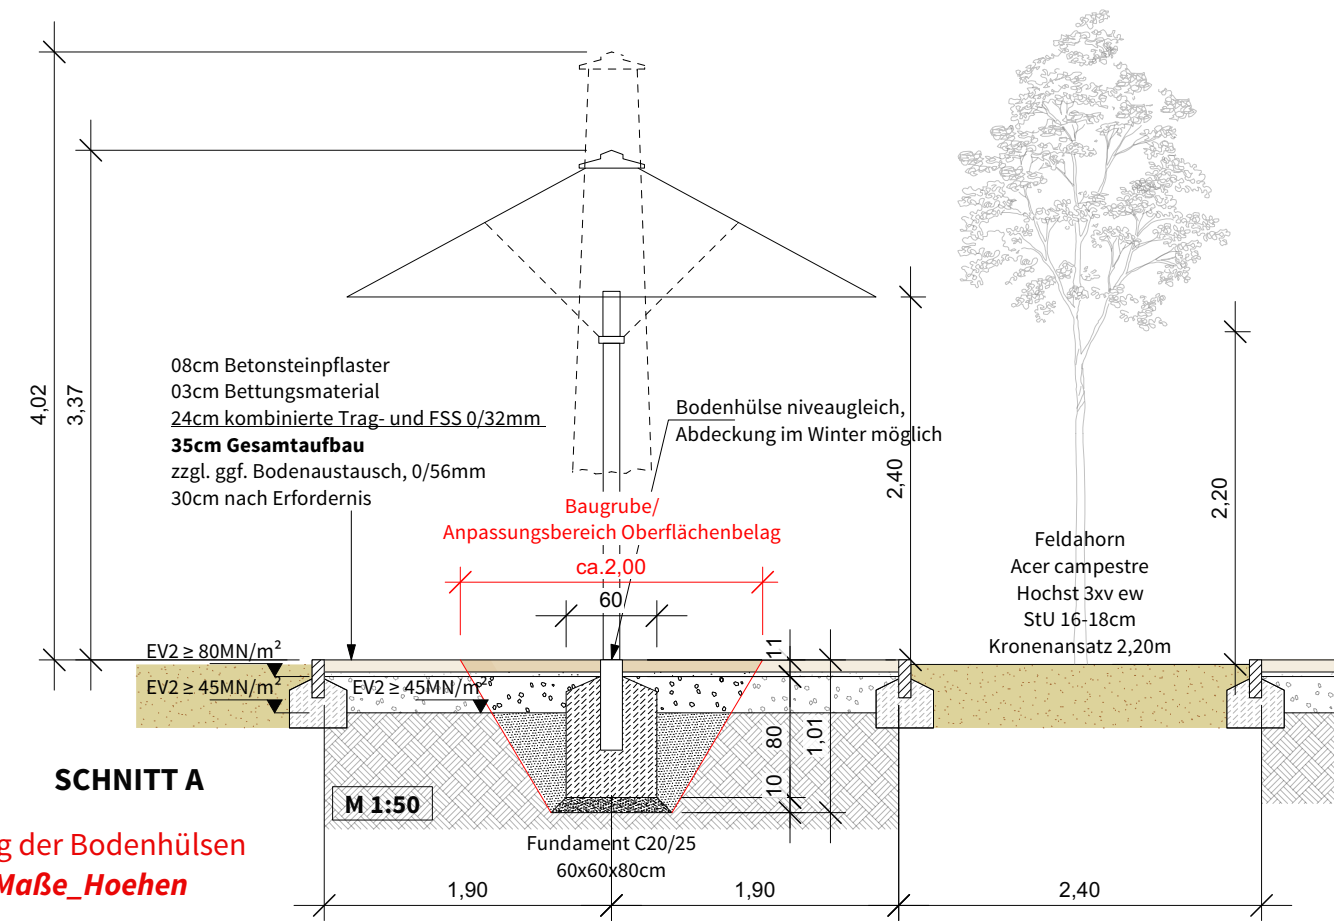 4,02
3,37
08cm Betonsteinpflaster
03cm Bettungsmaterial
24cm kombinierte Trag- und FSS 0/32mm
35cm Gesamtaufbau
zzgl. ggf. Bodenaustausch, 0/56mm
30cm nach Erfordernis
Bodenhülse niveaugleich,
Abdeckung im Winter möglich
2,40
2,20
Baugrube/
Anpassungsbereich Oberflächenbelag
ca.2,00
60
Feldahorn
Acer campestre
Hochst 3xv ew
StU 16-18cm
Kronenansatz 2,20m
EV2 ≥ 80MN/m²
EV2 ≥ 45MN/m²
EV2 ≥ 45MN/m²
11
80
1,01
10
SCHNITT A
M 1:50
Fundament C20/25
60x60x80cm
g der Bodenhülsen
Maße_Hoehen
1,90
1,90
2,40